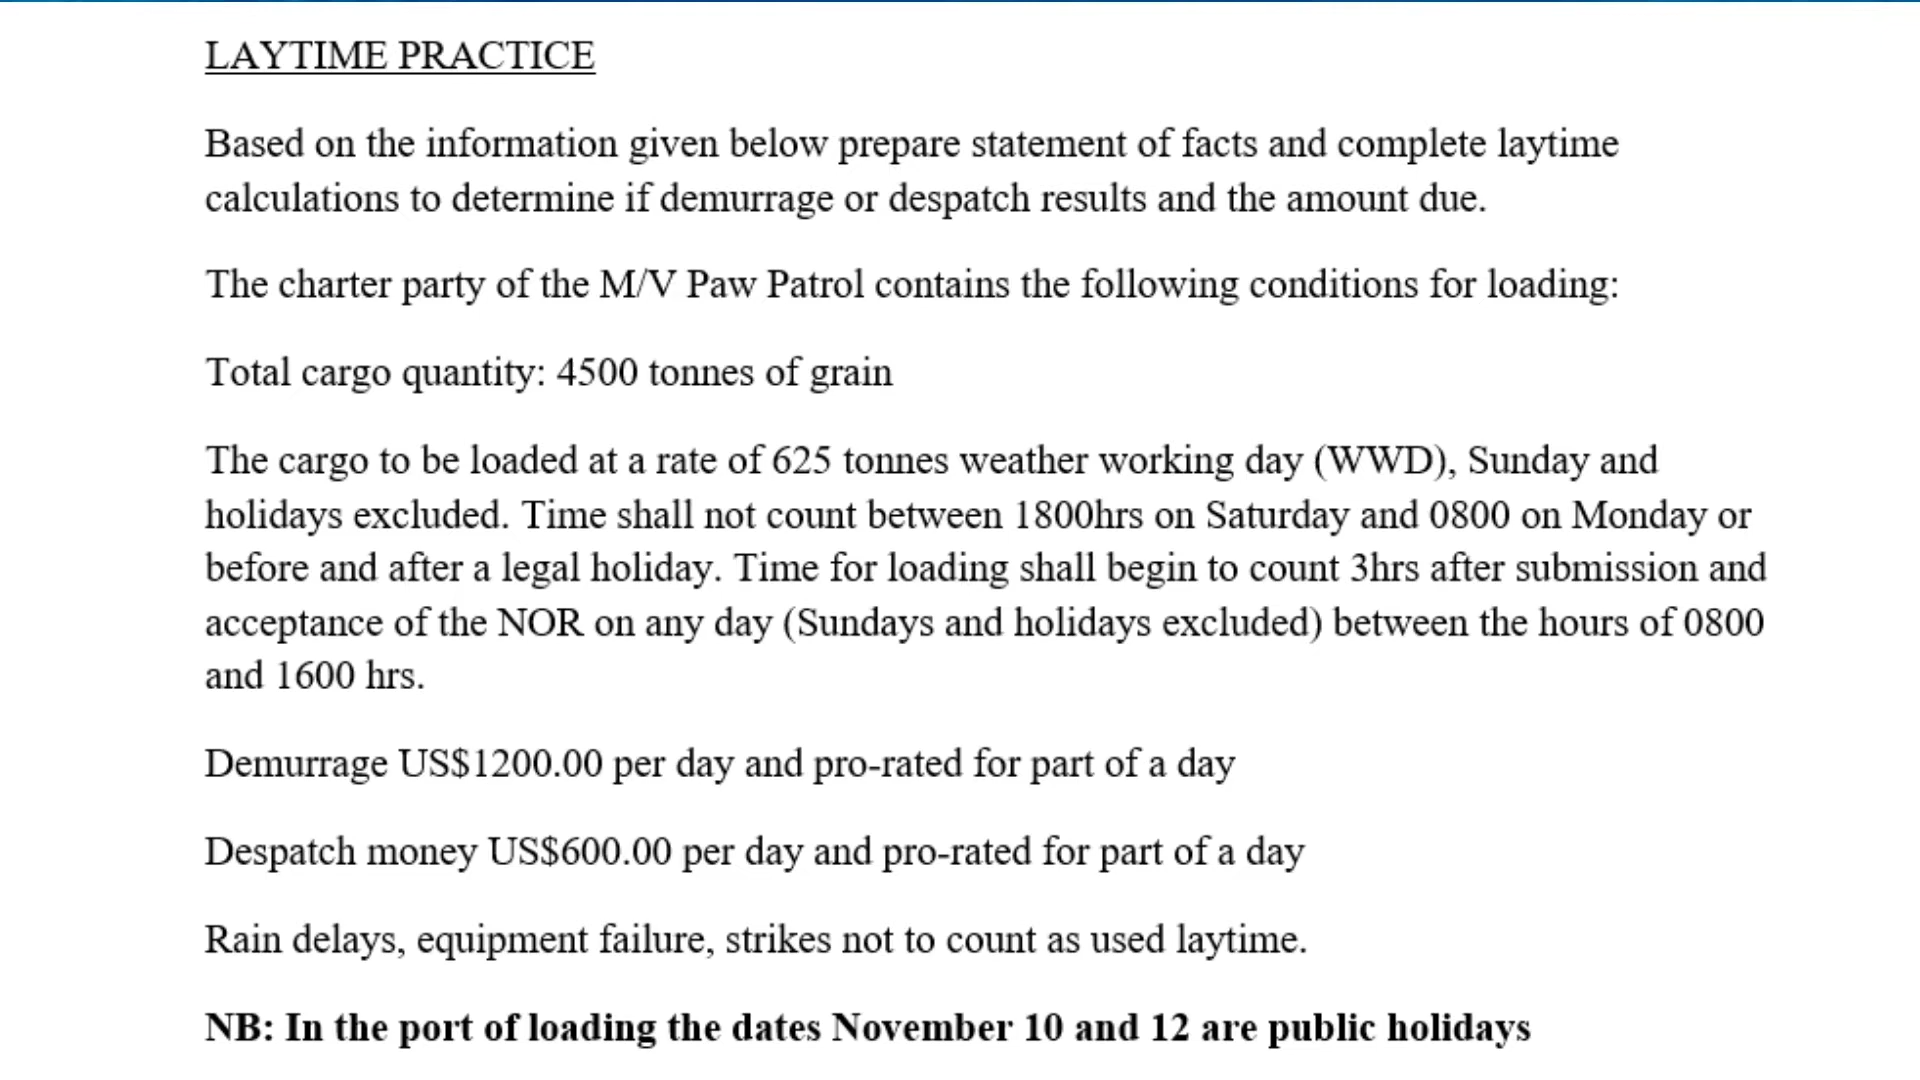 LAYTIME PRACTICE
Based on the information given below prepare statement of facts and complete laytime
calculations to determine if demurrage or despatch results and the amount due.
The charter party of the M/V Paw Patrol contains the following conditions for loading:
Total cargo quantity: 4500 tonnes of grain
The cargo to be loaded at a rate of 625 tonnes weather working day (WWD), Sunday and
holidays excluded. Time shall not count between 1800hrs on Saturday and 0800 on Monday or
before and after a legal holiday. Time for loading shall begin to count 3hrs after submission and
acceptance of the NOR on any day (Sundays and holidays excluded) between the hours of 0800
and 1600 hrs.
Demurrage US$1200.00 per day and pro-rated for part of a day
Despatch money US$600.00 per day and pro-rated for part of a day
Rain delays, equipment failure, strikes not to count as used laytime.
NB: In the port of loading the dates November 10 and 12 are public holidays